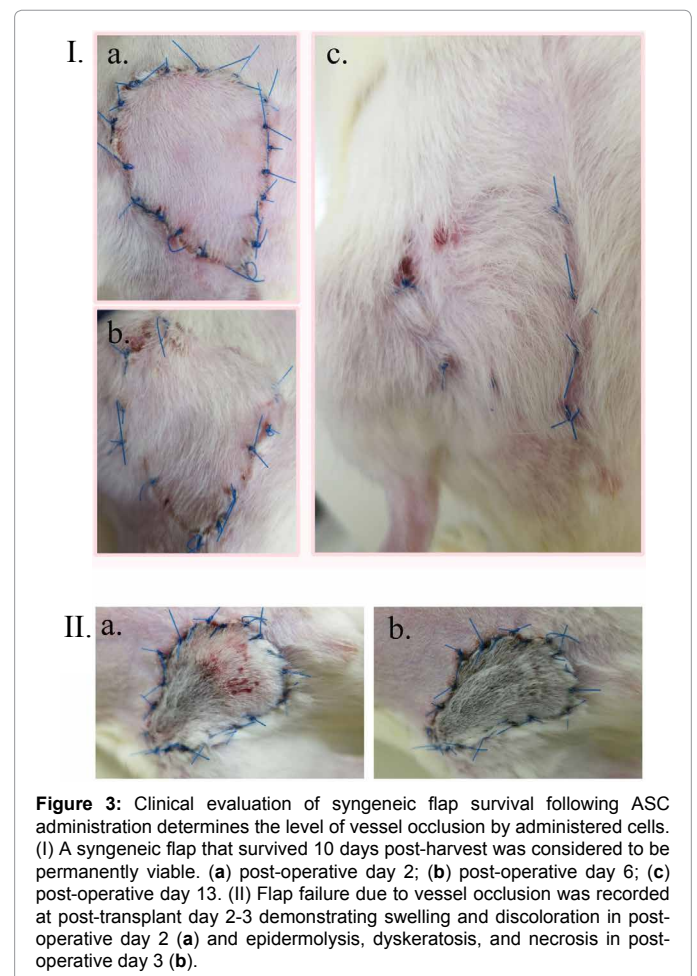 I. a. c.
b.
II. a. b.
Figure 3: Clinical evaluation of syngeneic flap survival following ASC
administration determines the level of vessel occlusion by administered cells.
(I) A syngeneic flap that survived 10 days post-harvest was considered to be
permanently viable. (a) post-operative day 2; (b) post-operative day 6; (c)
post-operative day 13. (II) Flap failure due to vessel occlusion was recorded
at post-transplant day 2-3 demonstrating swelling and discoloration in post-
operative day 2 (a) and epidermolysis, dyskeratosis, and necrosis in post-
operative day 3 (b).